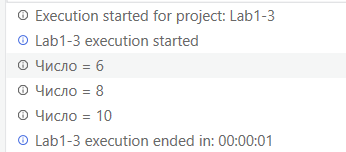 Execution started for project: Lab1-3
Lab1-3 execution started
Число = 6
Число = 8
Число = 10
Lab1-3 execution ended in: 00:00:01